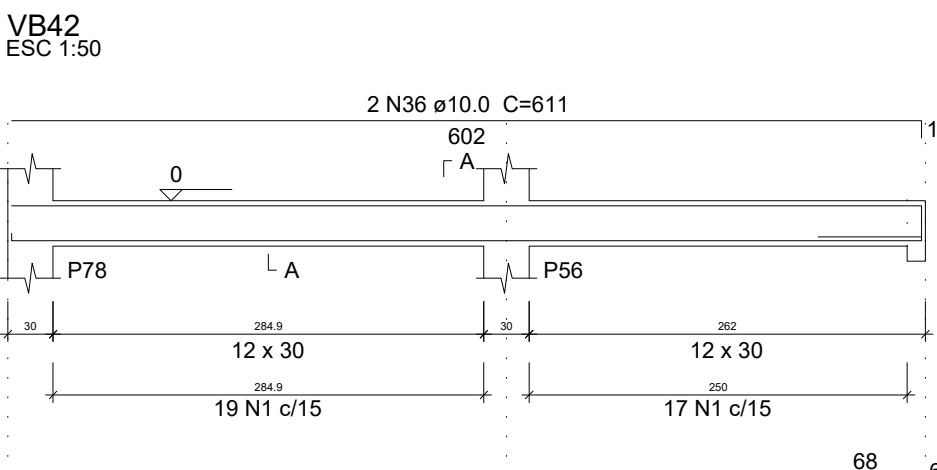 VB42
ESC 1:50
2 N36 ø10.0 C=611
602
1
A
0
P78
A
P56
30
284.9
30
262
12 x 30
12 x 30
284.9
250
19 N1 c/15
17 N1 c/15
68